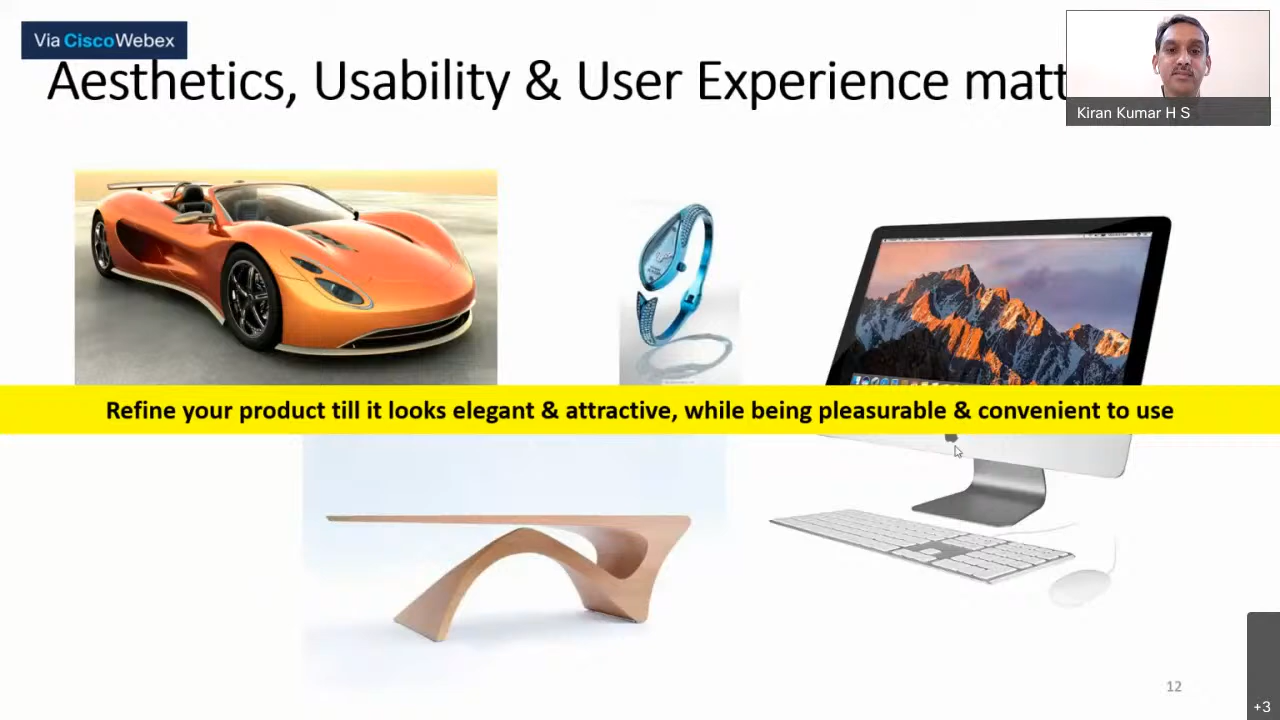 Via CiscoWebex
Aesthetics, Usability & User Experience matt
Kiran Kumar H S
Refine your product till it looks elegant & attractive, while being pleasurable & convenient to use
12
+3